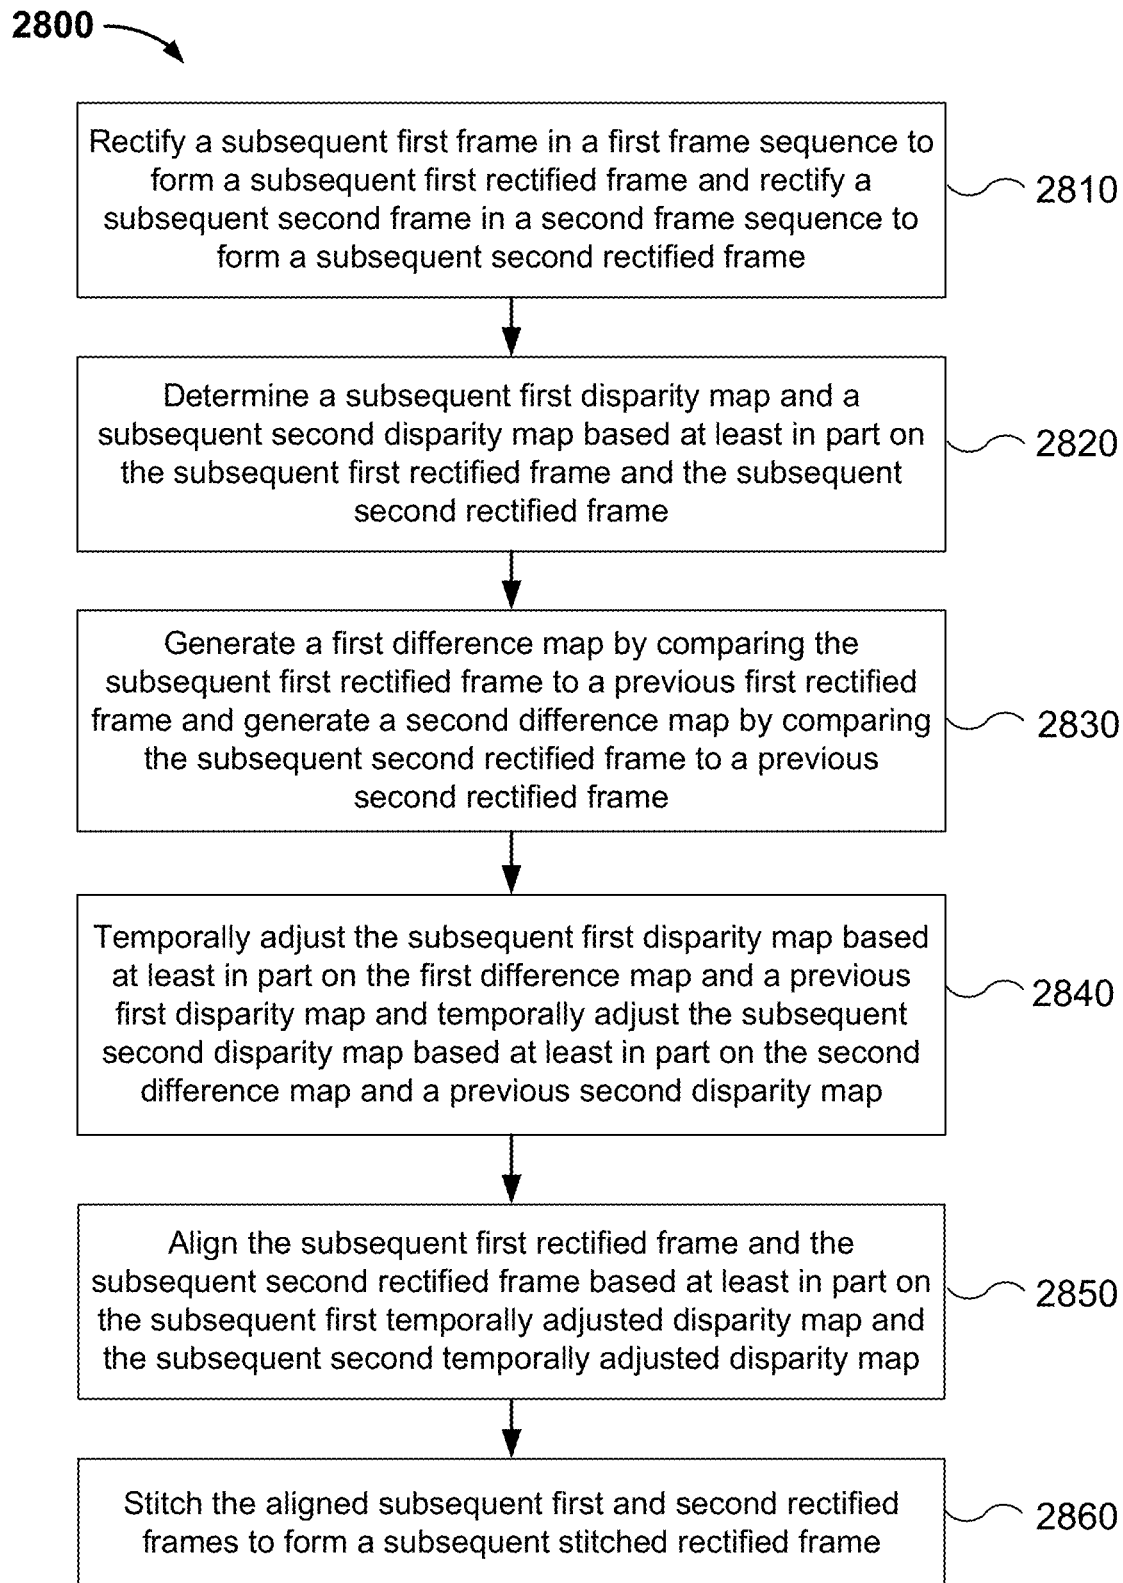 2800
Rectify a subsequent first frame in a first frame sequence to
form a subsequent first rectified frame and rectify a
subsequent second frame in a second frame sequence to
form a subsequent second rectified frame
2810
Determine a subsequent first disparity map and a
subsequent second disparity map based at least in part on
the subsequent first rectified frame and the subsequent
second rectified frame
2820
Generate a first difference map by comparing the
subsequent first rectified frame to a previous first rectified
frame and generate a second difference map by comparing
the subsequent second rectified frame to a previous
second rectified frame
2830
Temporally adjust the subsequent first disparity map based
at least in part on the first difference map and a previous
first disparity map and temporally adjust the subsequent
second disparity map based at least in part on the second
difference map and a previous second disparity map
2840
Align the subsequent first rectified frame and the
subsequent second rectified frame based at least in part on
the subsequent first temporally adjusted disparity map and
the subsequent second temporally adjusted disparity map
2850
Stitch the aligned subsequent first and second rectified
frames to form a subsequent stitched rectified frame
2860